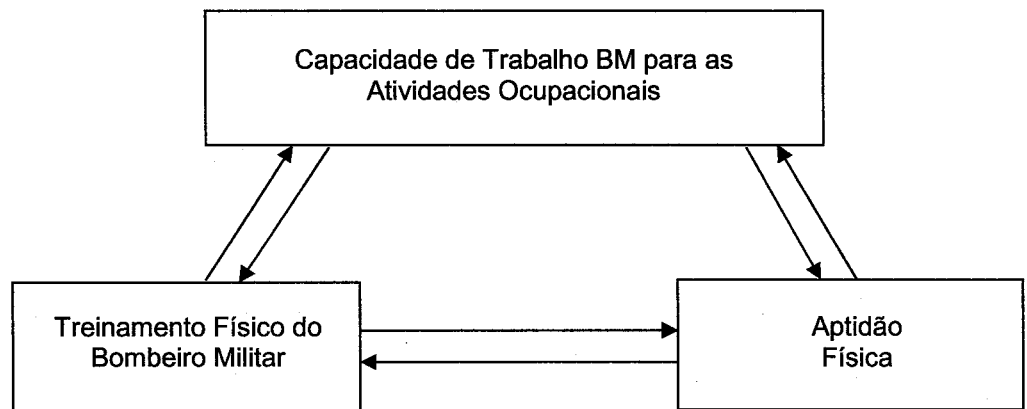 Capacidade de Trabalho BM para as
Atividades Ocupacionais
Treinamento Físico do
Bombeiro Militar
Aptidão
Física